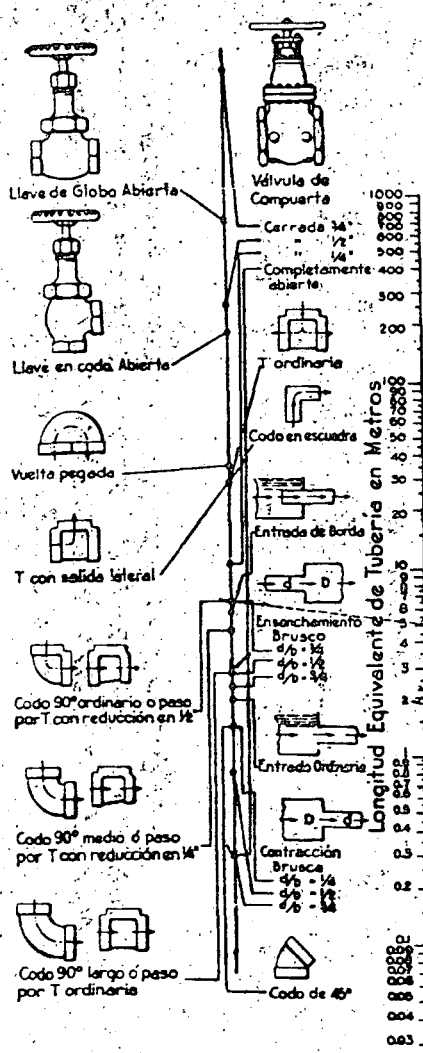 Llave de Globo Abierta
Llave en codo Abierta
Vuelta pegada
T con salida lateral
Codo 90° ordinario o paso
por T con reducción en ½"
Codo 90° medio ó paso
por T con reducción en ¼"
Codo 90° largo ó paso
por T ordinaria
Válvula de
Compuerta
Cerrada ¾"
" ½"
" ¼"
Completamente
abierta
T ordinaria
Codo en escuadra
Entrada de Borda
d D
Ensanchamiento
Brusco
d/D = ¼
d/D = ½
d/D = ¾
Entrada Ordinaria
D d
Contracción
Brusca
d/D = ¼
d/D = ½
d/D = ¾
Codo de 45°
Longitud Equivalente de Tubería en Metros
1000
500
400
300
200
100
50
40
30
20
10
5
3
2
0.5
0.4
0.3
0.2
0.05
0.04
0.03